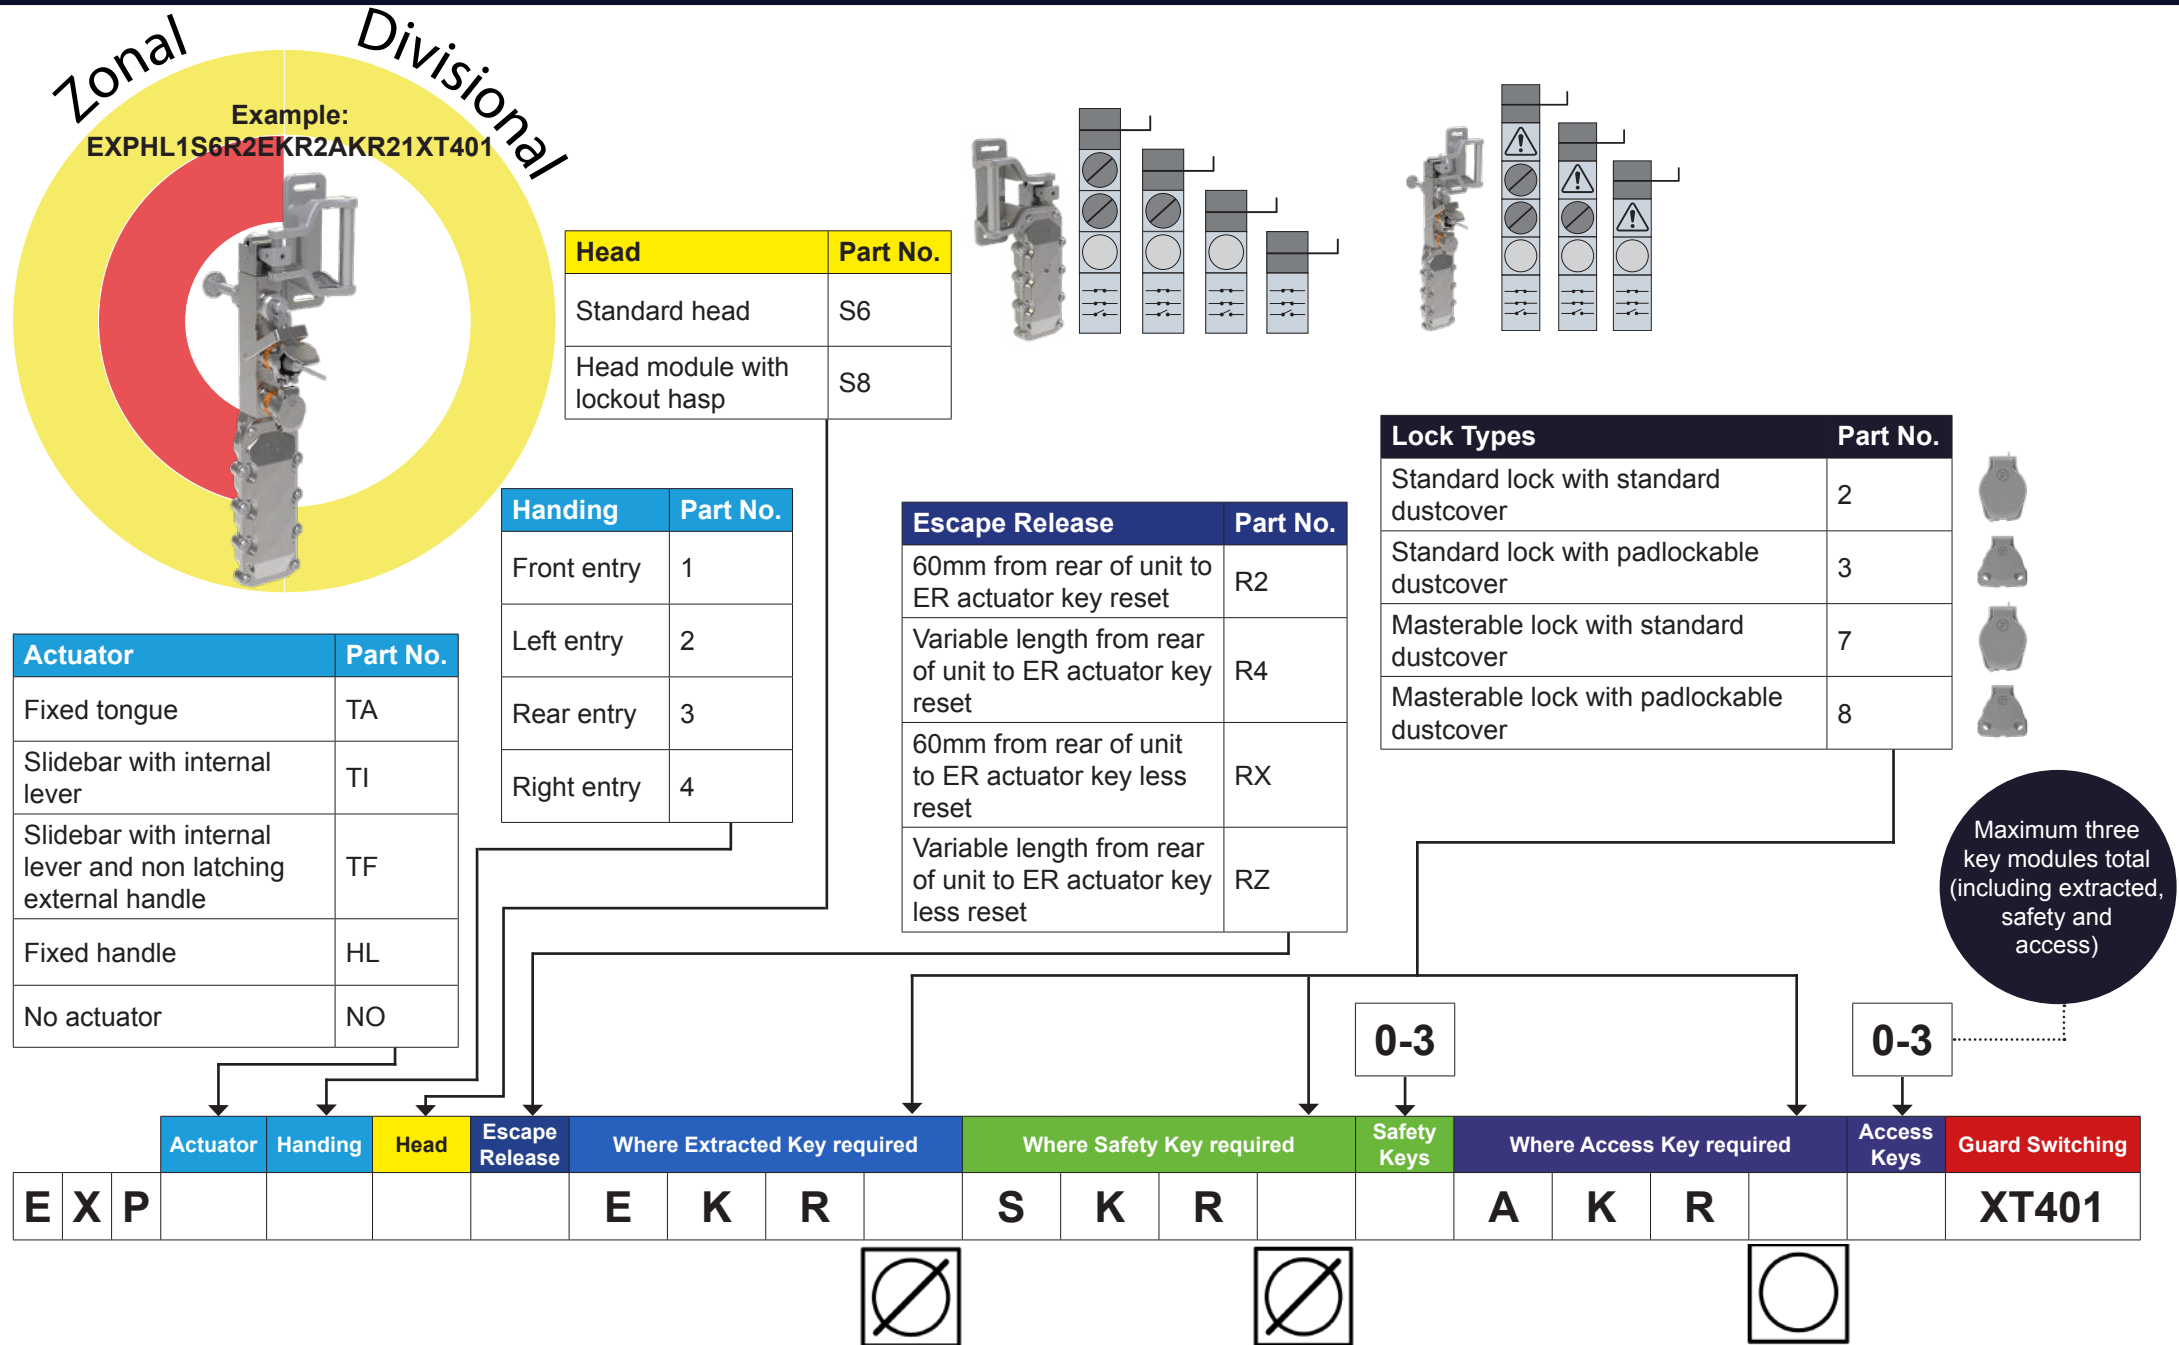 Zonal
Divisional
Example:
EXPHL1S6R2EKR2AKR21XT401
Head Part No.
Standard head S6
Head module with
lockout hasp S8
Handing Part No.
Front entry 1
Left entry 2
Rear entry 3
Right entry 4
Actuator Part No.
Fixed tongue TA
Slidebar with internal
lever TI
Slidebar with internal
lever and non latching
external handle TF
Fixed handle HL
No actuator NO
Escape Release Part No.
60mm from rear of unit to
ER actuator key reset R2
Variable length from rear
of unit to ER actuator key
reset R4
60mm from rear of unit
to ER actuator key less
reset RX
Variable length from rear
of unit to ER actuator key
less reset RZ
Lock Types Part No.
Standard lock with standard
dustcover 2
Standard lock with padlockable
dustcover 3
Masterable lock with standard
dustcover 7
Masterable lock with padlockable
dustcover 8
Maximum three
key modules total
(including extracted,
safety and
access)
0-3 0-3
Actuator Handing Head Escape Release Where Extracted Key required Where Safety Key required Safety Keys Where Access Key required Access Keys Guard Switching
E X P E K R S K R A K R XT401